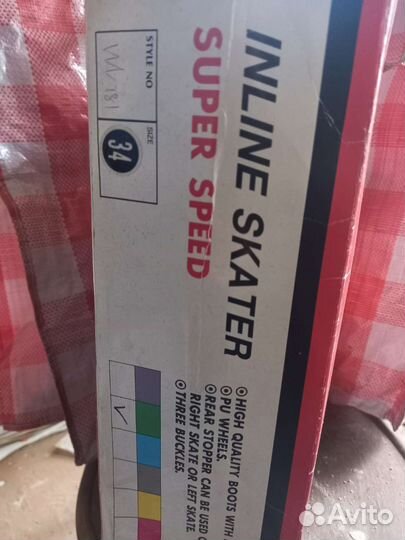 INLINE SKATER
SUPER SPEED
STYLE NO
SIZE
34
◎HIGH QUALITY BOOTS WITH
◎PU WHEELS.
◎REAR STOPPER CAN BE USED
RIGHT SKATE OR LEFT SKATE.
◎THREE BUCKLES.
Avito